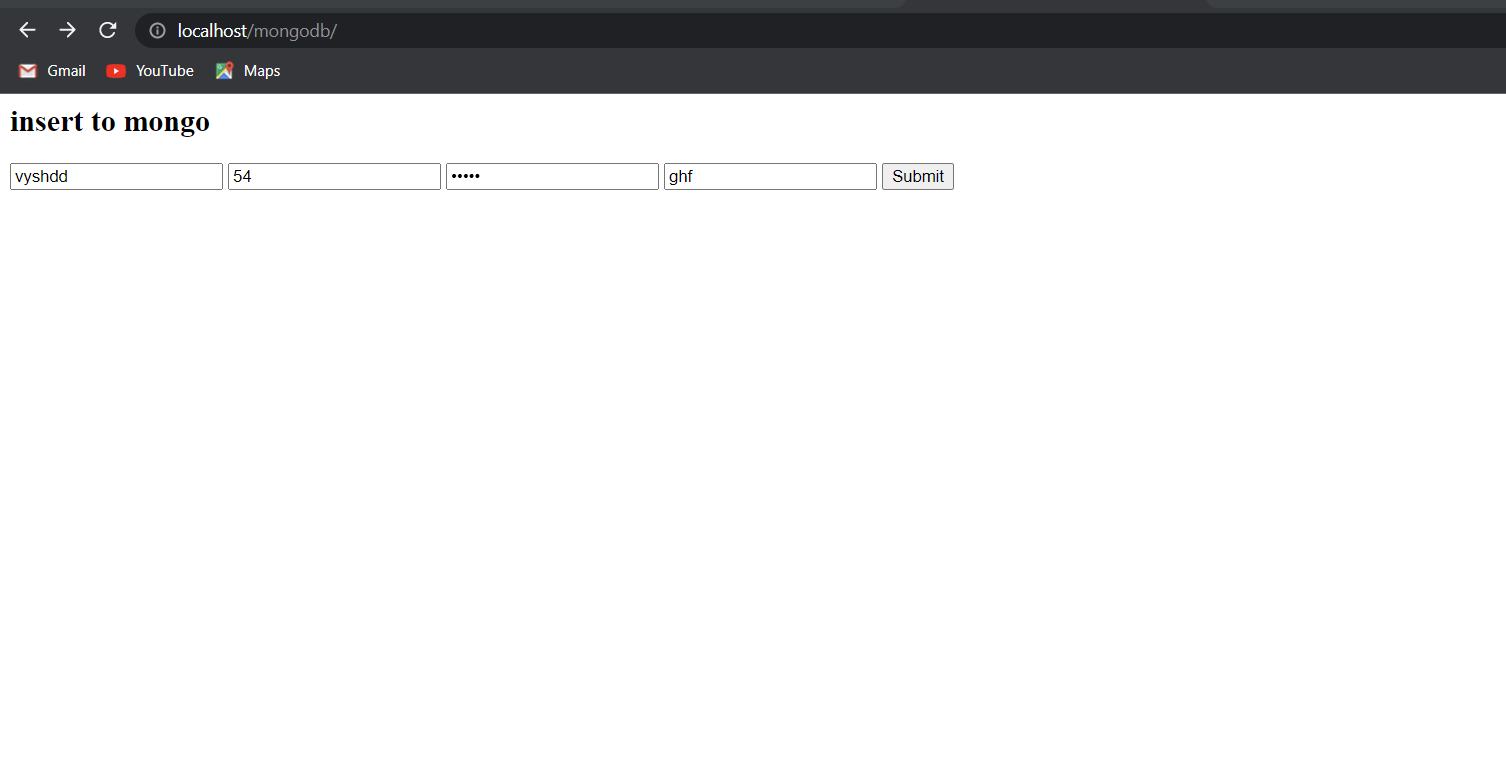 localhost/mongodb/
Gmail YouTube Maps
insert to mongo
vyshdd 54 ••••• ghf Submit